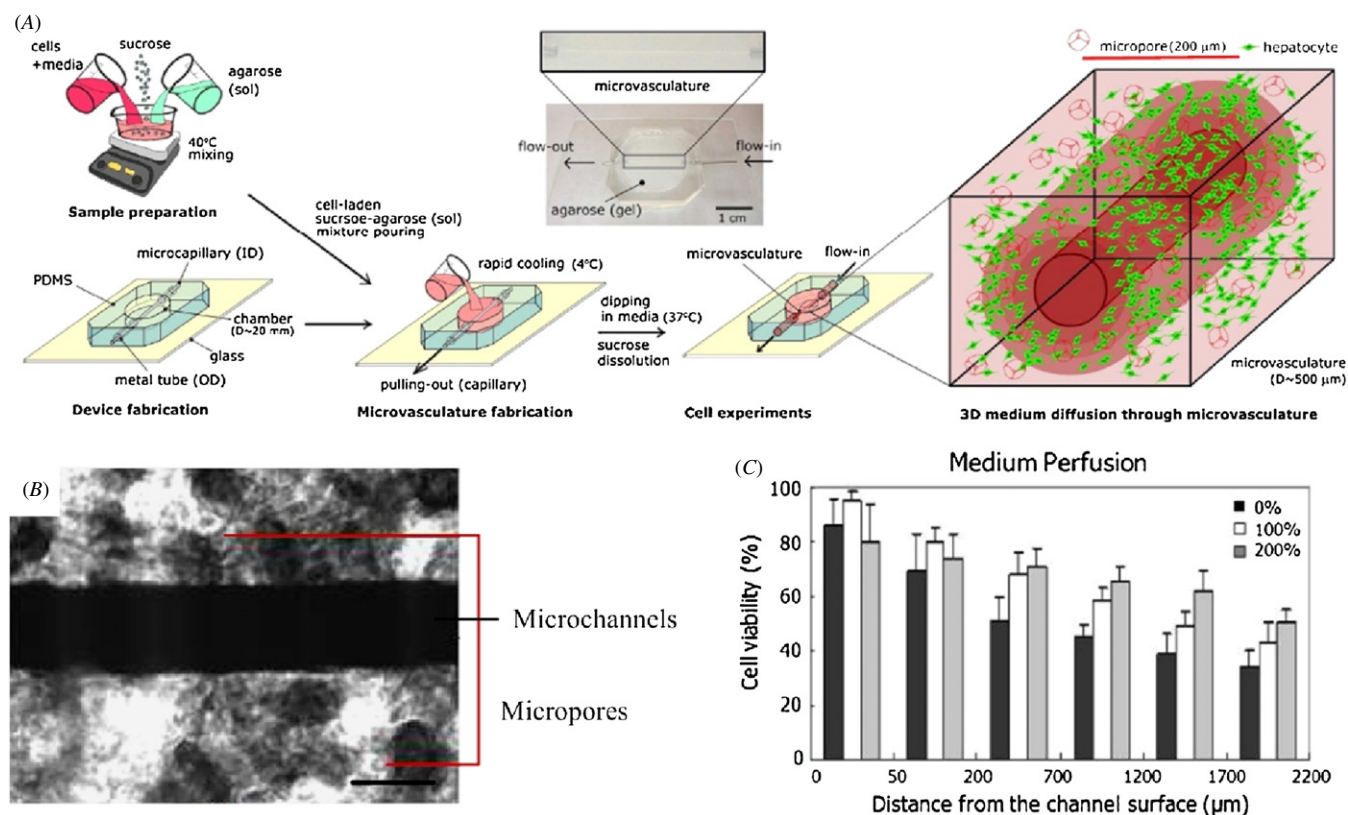 (A)
cells
+media
sucrose
agarose
(sol)
40°C
mixing
Sample preparation
microvasculature
flow-out
flow-in
agarose (gel)
1 cm
micropore (200 μm)
hepatocyte
cell-laden
sucrsoe-agarose (sol)
mixture pouring
microcapillary (ID)
PDMS
chamber
(D~20 mm)
glass
metal tube (OD)
Device fabrication
rapid cooling (4°C)
pulling-out (capillary)
Microvasculature fabrication
dipping
in media (37°C)
sucrose
dissolution
microvasculature
flow-in
Cell experiments
microvasculature
(D~500 μm)
3D medium diffusion through microvasculature
(B)
Microchannels
Micropores
(C)
Medium Perfusion
Cell viability (%)
100
80
60
40
20
0
0%
100%
200%
0 50 200 700 1200 1700 2200
Distance from the channel surface (μm)